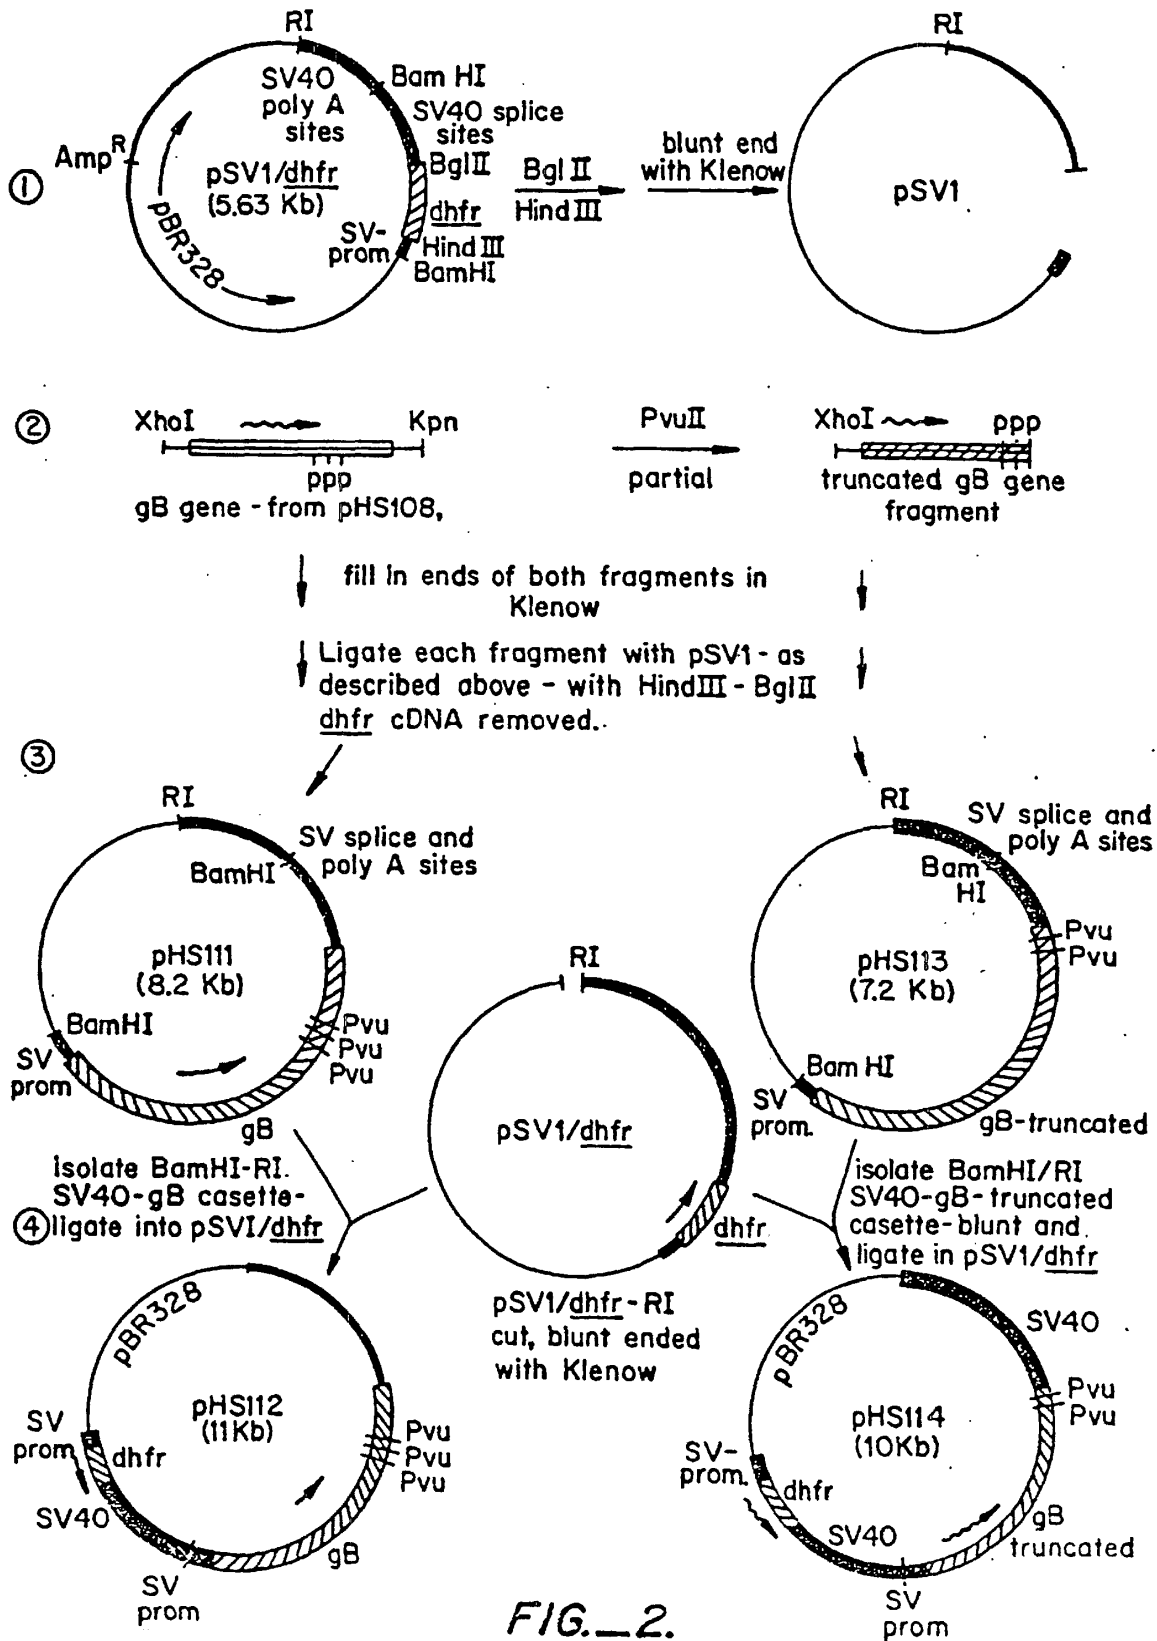 RI
RI
SV40
poly A
sites
Bam HI
SV40 splice
sites
Bgl II
Amp R
①
pSV1/dhfr
(5.63 Kb)
pBR328
dhfr
SV-
prom
Hind III
BamHI
Bgl II
Hind III
blunt end
with Klenow
pSV1
②
XhoI
Kpn
ppp
gB gene - from pHS108,
PvuII
partial
XhoI
ppp
truncated gB gene
fragment
fill in ends of both fragments in
Klenow
Ligate each fragment with pSV1 - as
described above - with HindIII - BglII
dhfr cDNA removed.
③
RI
SV splice and
poly A sites
BamHI
pHS111
(8.2 Kb)
BamHI
SV
prom
Pvu
Pvu
Pvu
gB
RI
pSV1/dhfr
dhfr
pSV1/dhfr - RI
cut, blunt ended
with Klenow
RI
SV splice and
poly A sites
Bam
HI
Pvu
Pvu
pHS113
(7.2 Kb)
Bam HI
SV
prom.
gB-truncated
isolate BamHI-RI.
SV40-gB casette-
④ ligate into pSVI/dhfr
isolate BamHI/RI
SV40-gB-truncated
casette-blunt and
ligate in pSV1/dhfr
pBR328
pHS112
(11Kb)
SV
prom
dhfr
SV40
SV
prom
gB
Pvu
Pvu
Pvu
pBR328
SV40
Pvu
Pvu
pHS114
(10Kb)
SV-
prom.
dhfr
SV40
SV
prom
gB
truncated
FIG._2.